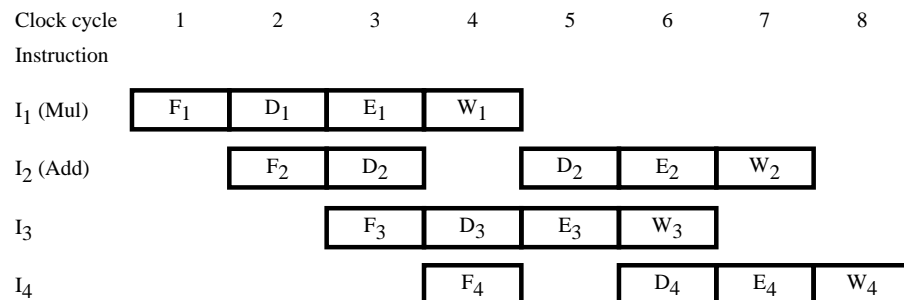 Clock cycle 1 2 3 4 5 6 7 8
Instruction
I1 (Mul) F1 D1 E1 W1
I2 (Add) F2 D2 D2 E2 W2
I3 F3 D3 E3 W3
I4 F4 D4 E4 W4